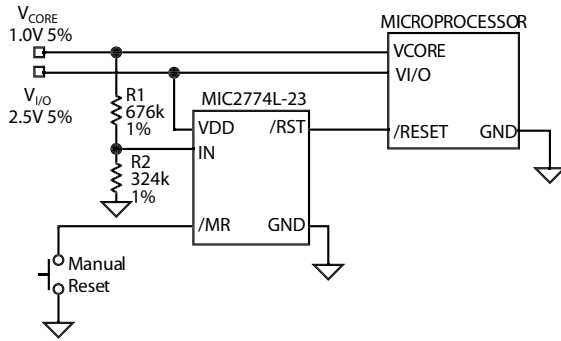 VCORE
1.0V 5%
VI/O
2.5V 5%
MICROPROCESSOR
VCORE
VI/O
/RESET
GND
R1
676k
1%
R2
324k
1%
MIC2774L-23
VDD
/RST
IN
/MR
GND
Manual
Reset